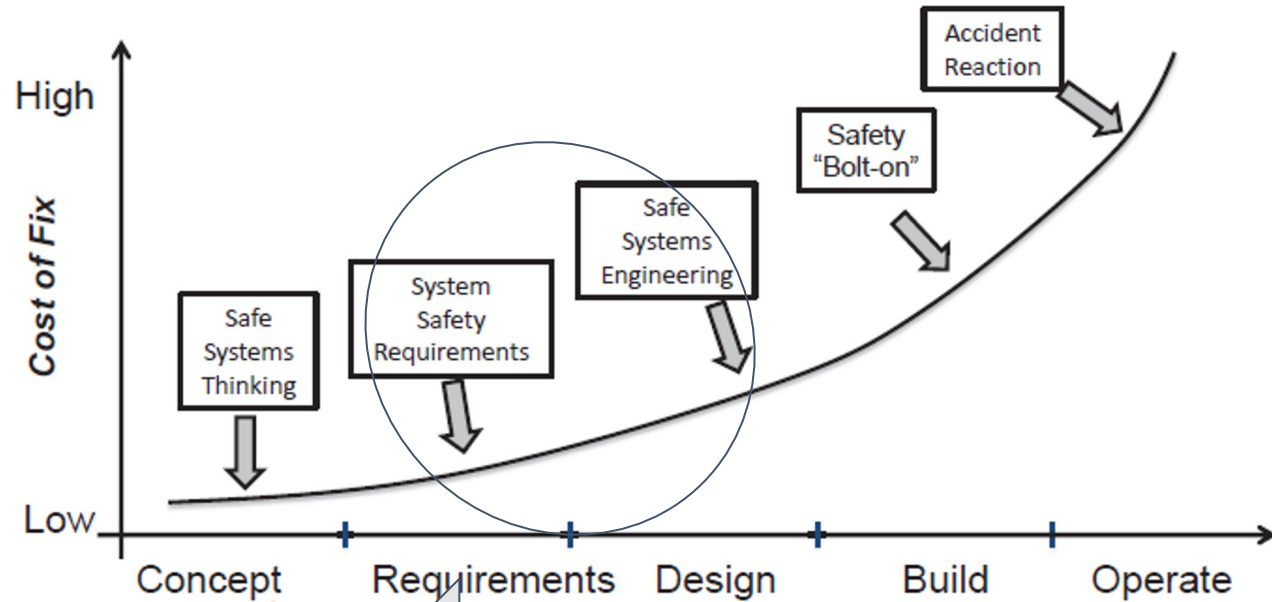 Accident
Reaction
High
Safety
“Bolt-on”
Safe
Systems
Engineering
System
Safety
Requirements
Safe
Systems
Thinking
Cost of Fix
Low
Concept
Requirements
Design
Build
Operate